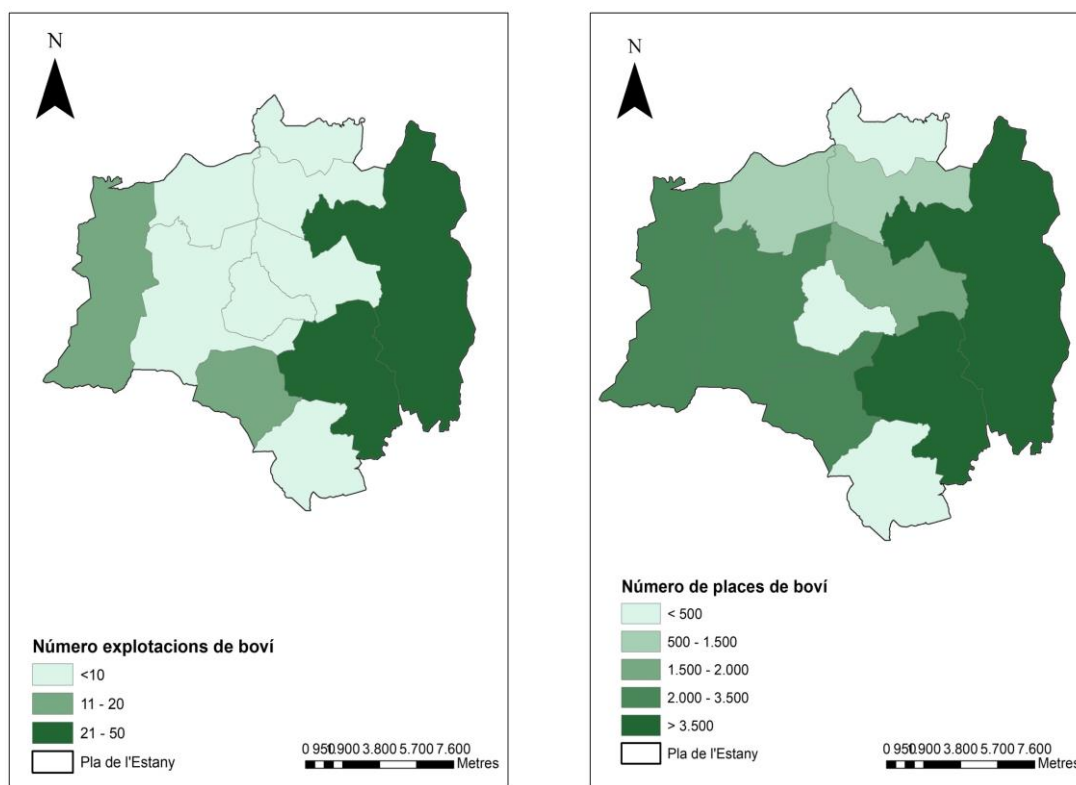 N
Número explotacions de boví
<10
11 - 20
21 - 50
Pla de l'Estany
0 950 1.900 3.800 5.700 7.600
Metres
N
Número de places de boví
< 500
500 - 1.500
1.500 - 2.000
2.000 - 3.500
> 3.500
Pla de l'Estany
0 950 1.900 3.800 5.700 7.600
Metres